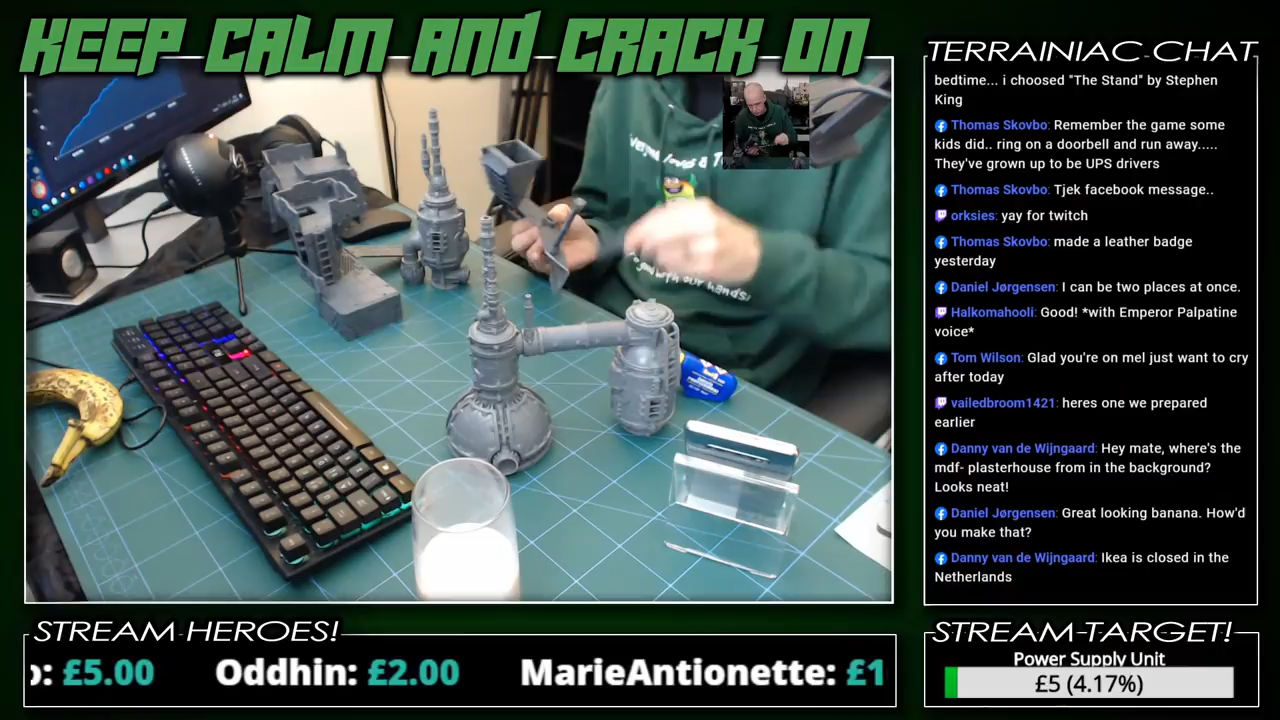 KEEP CALM AND CRACK ON
TERRAINIAC CHAT
bedtime... i choosed "The Stand" by Stephen
King
Thomas Skovbo: Remember the game some
kids did.. ring on a doorbell and run away.....
They've grown up to be UPS drivers
Thomas Skovbo: Tjek facebook message..
orksies: yay for twitch
Thomas Skovbo: made a leather badge
yesterday
Daniel Jørgensen: I can be two places at once.
Halkomahooli: Good! *with Emperor Palpatine
voice*
Tom Wilson: Glad you're on meI just want to cry
after today
vailedbroom1421: heres one we prepared
earlier
Danny van de Wijngaard: Hey mate, where's the
mdf- plasterhouse from in the background?
Looks neat!
Daniel Jørgensen: Great looking banana. How'd
you make that?
Danny van de Wijngaard: Ikea is closed in the
Netherlands
with our hands!
STREAM HEROES!
o: £5.00 Oddhin: £2.00 MarieAntionette: £1
STREAM TARGET!
Power Supply Unit
£5 (4.17%)